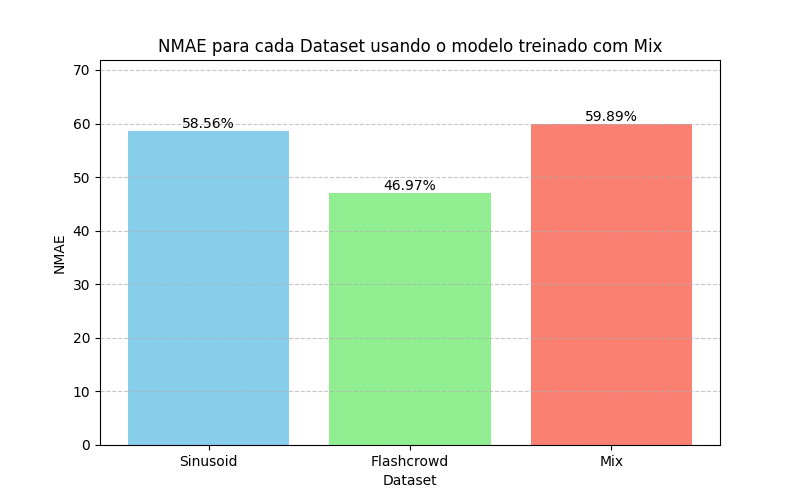 NMAE para cada Dataset usando o modelo treinado com Mix
NMAE
70
60
50
40
30
20
10
0
58.56%
46.97%
59.89%
Sinusoid
Flashcrowd
Mix
Dataset